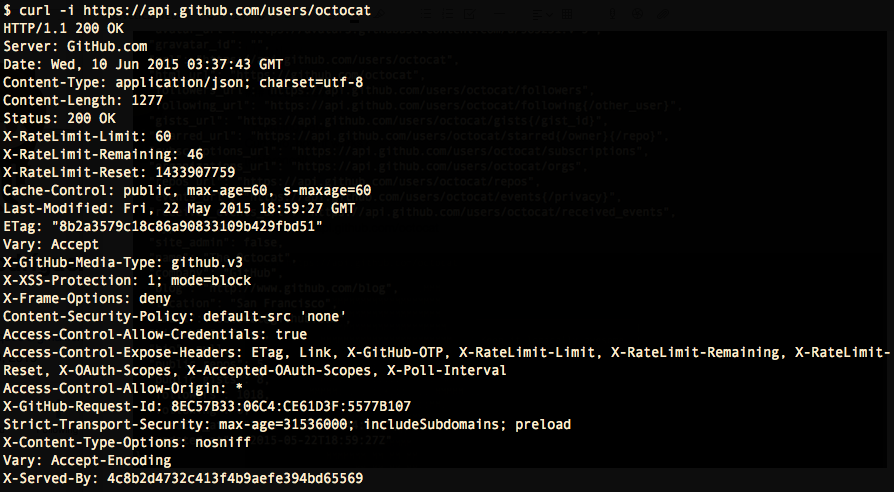 $ curl -i https://api.github.com/users/octocat
HTTP/1.1 200 OK
Server: GitHub.com
Date: Wed, 10 Jun 2015 03:37:43 GMT
Content-Type: application/json; charset=utf-8
Content-Length: 1277
Status: 200 OK
X-RateLimit-Limit: 60
X-RateLimit-Remaining: 46
X-RateLimit-Reset: 1433907759
Cache-Control: public, max-age=60, s-maxage=60
Last-Modified: Fri, 22 May 2015 18:59:27 GMT
ETag: "8b2a3579c18c86a90833109b429fbd51"
Vary: Accept
X-GitHub-Media-Type: github.v3
X-XSS-Protection: 1; mode=block
X-Frame-Options: deny
Content-Security-Policy: default-src 'none'
Access-Control-Allow-Credentials: true
Access-Control-Expose-Headers: ETag, Link, X-GitHub-OTP, X-RateLimit-Limit, X-RateLimit-Remaining, X-RateLimit-
Reset, X-OAuth-Scopes, X-Accepted-OAuth-Scopes, X-Poll-Interval
Access-Control-Allow-Origin: *
X-GitHub-Request-Id: 8EC57B33:06C4:CE61D3F:5577B107
Strict-Transport-Security: max-age=31536000; includeSubdomains; preload
X-Content-Type-Options: nosniff
Vary: Accept-Encoding
X-Served-By: 4c8b2d4732c413f4b9aefe394bd65569